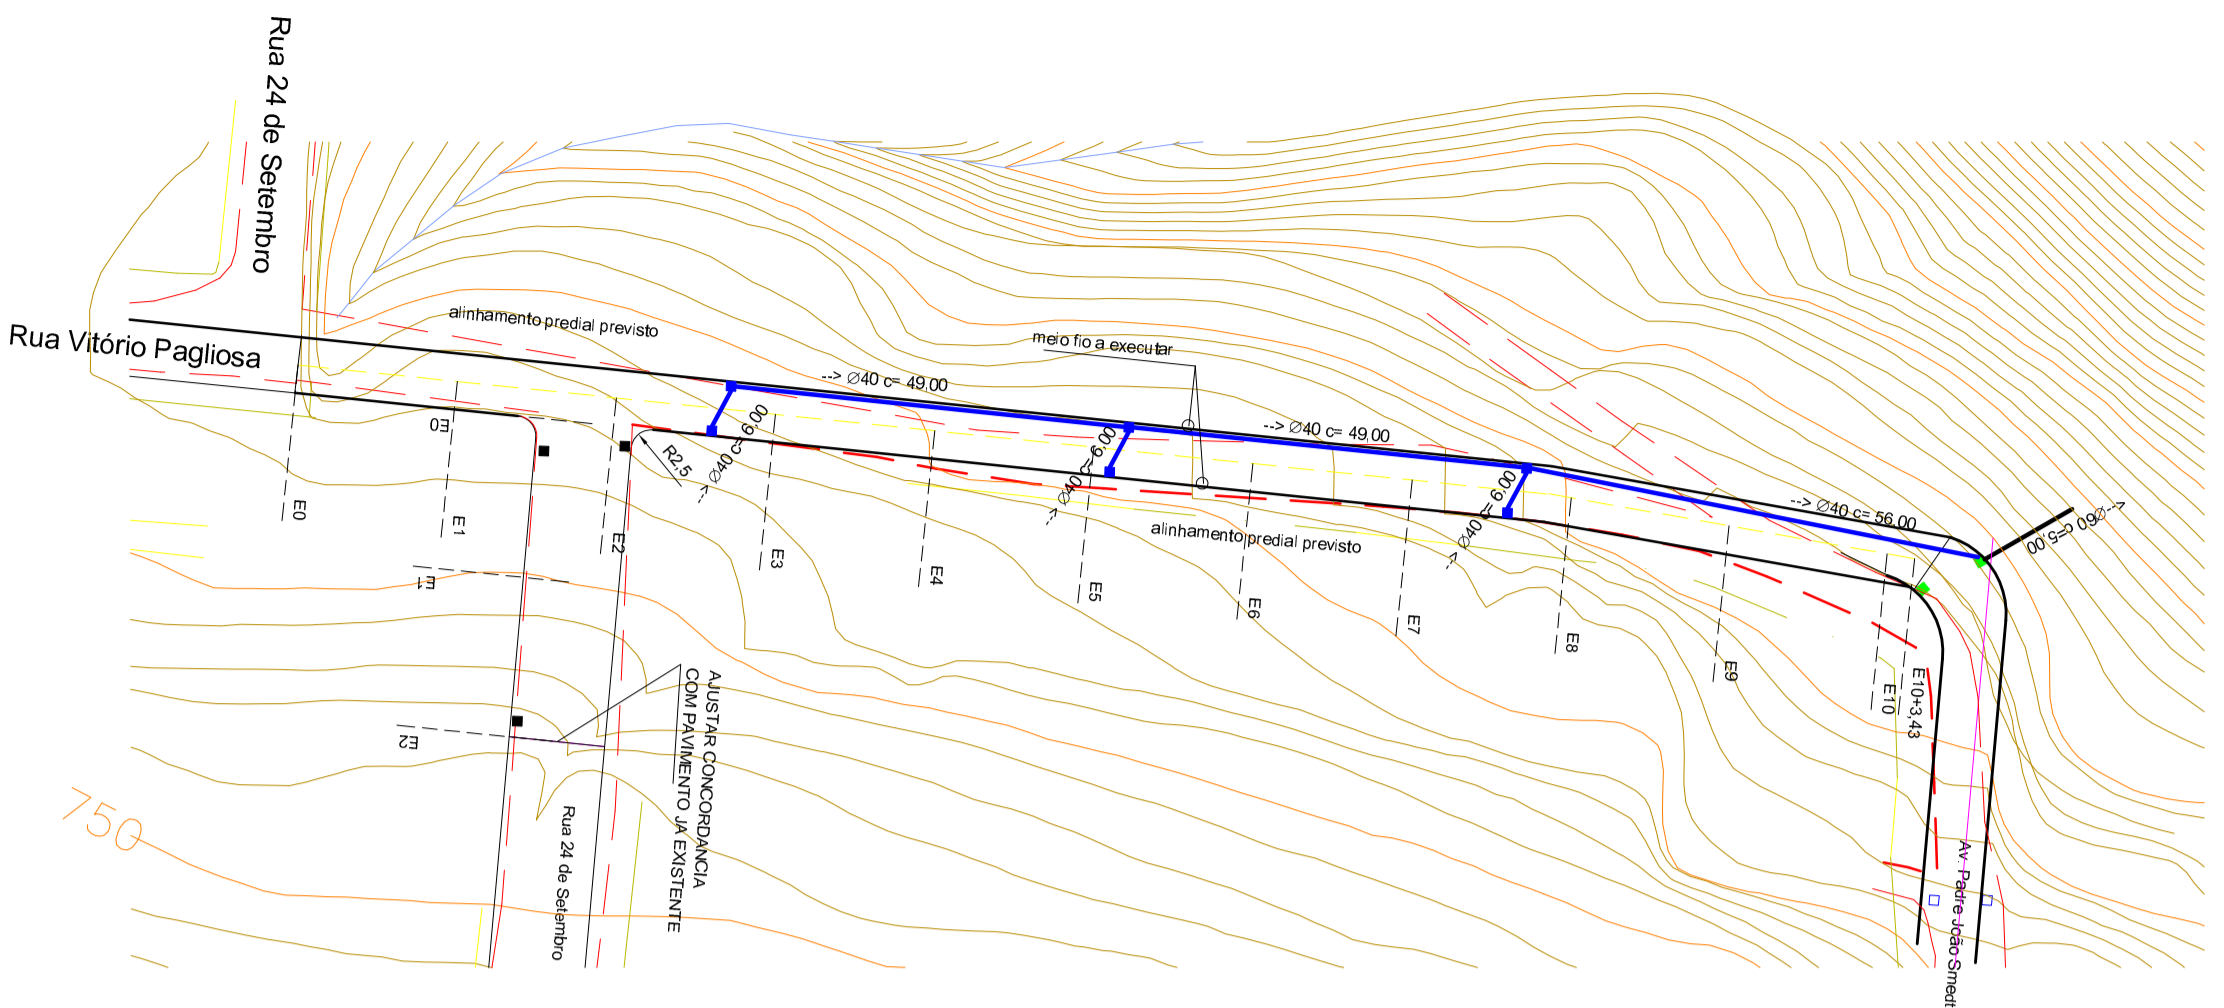 Rua 24 de Setembro
Rua Vitório Pagliosa
alinhamento predial previsto
meio fio a executar
--> Ø40 c= 49,00
--> Ø40 c= 49,00
--> Ø40 c= 56,00
-->Ø60 c=5,00
--> Ø40 c= 6,00
--> Ø40 c= 6,00
--> Ø40 c= 6,00
R2,5
alinhamento predial previsto
E0
E1
E2
E3
E4
E5
E6
E7
E8
E9
E10
E10+3,43
E0
E1
E2
AJUSTAR CONCORDANCIA
COM PAVIMENTO JA EXISTENTE
Rua 24 de Setembro
750
Av. Padre João Smedt